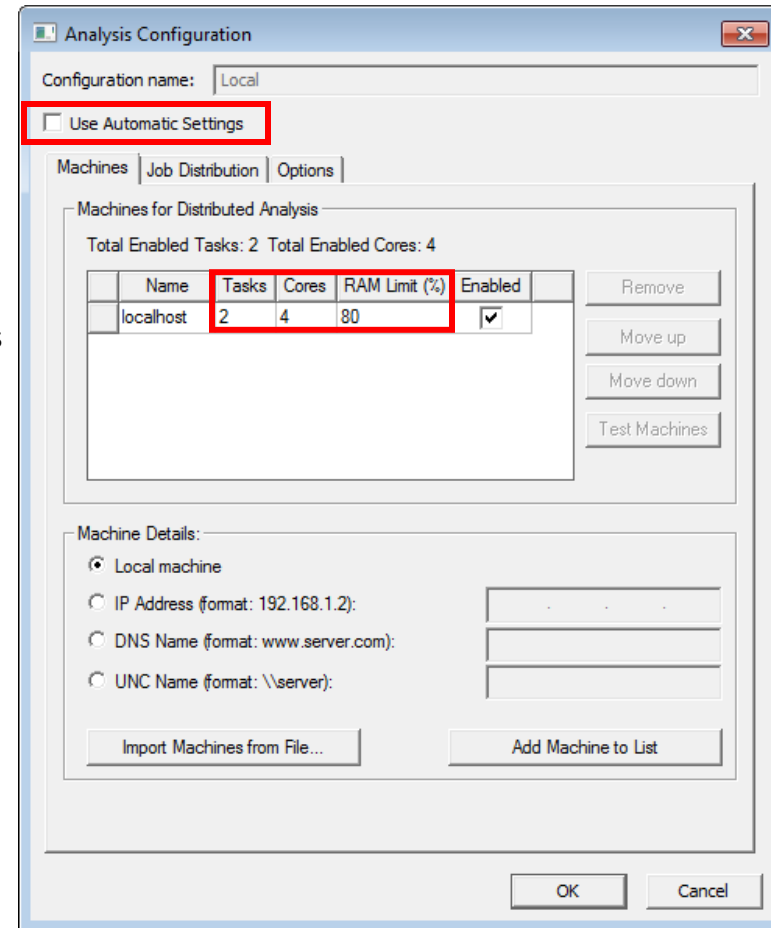 Analysis Configuration
Configuration name: Local
Use Automatic Settings
Machines Job Distribution Options
Machines for Distributed Analysis
Total Enabled Tasks: 2 Total Enabled Cores: 4
Name Tasks Cores RAM Limit (%) Enabled
localhost 2 4 80
Remove
Move up
Move down
Test Machines
Machine Details:
Local machine
IP Address (format: 192.168.1.2): . . .
DNS Name (format: www.server.com):
UNC Name (format: \\server):
Import Machines from File... Add Machine to List
OK Cancel